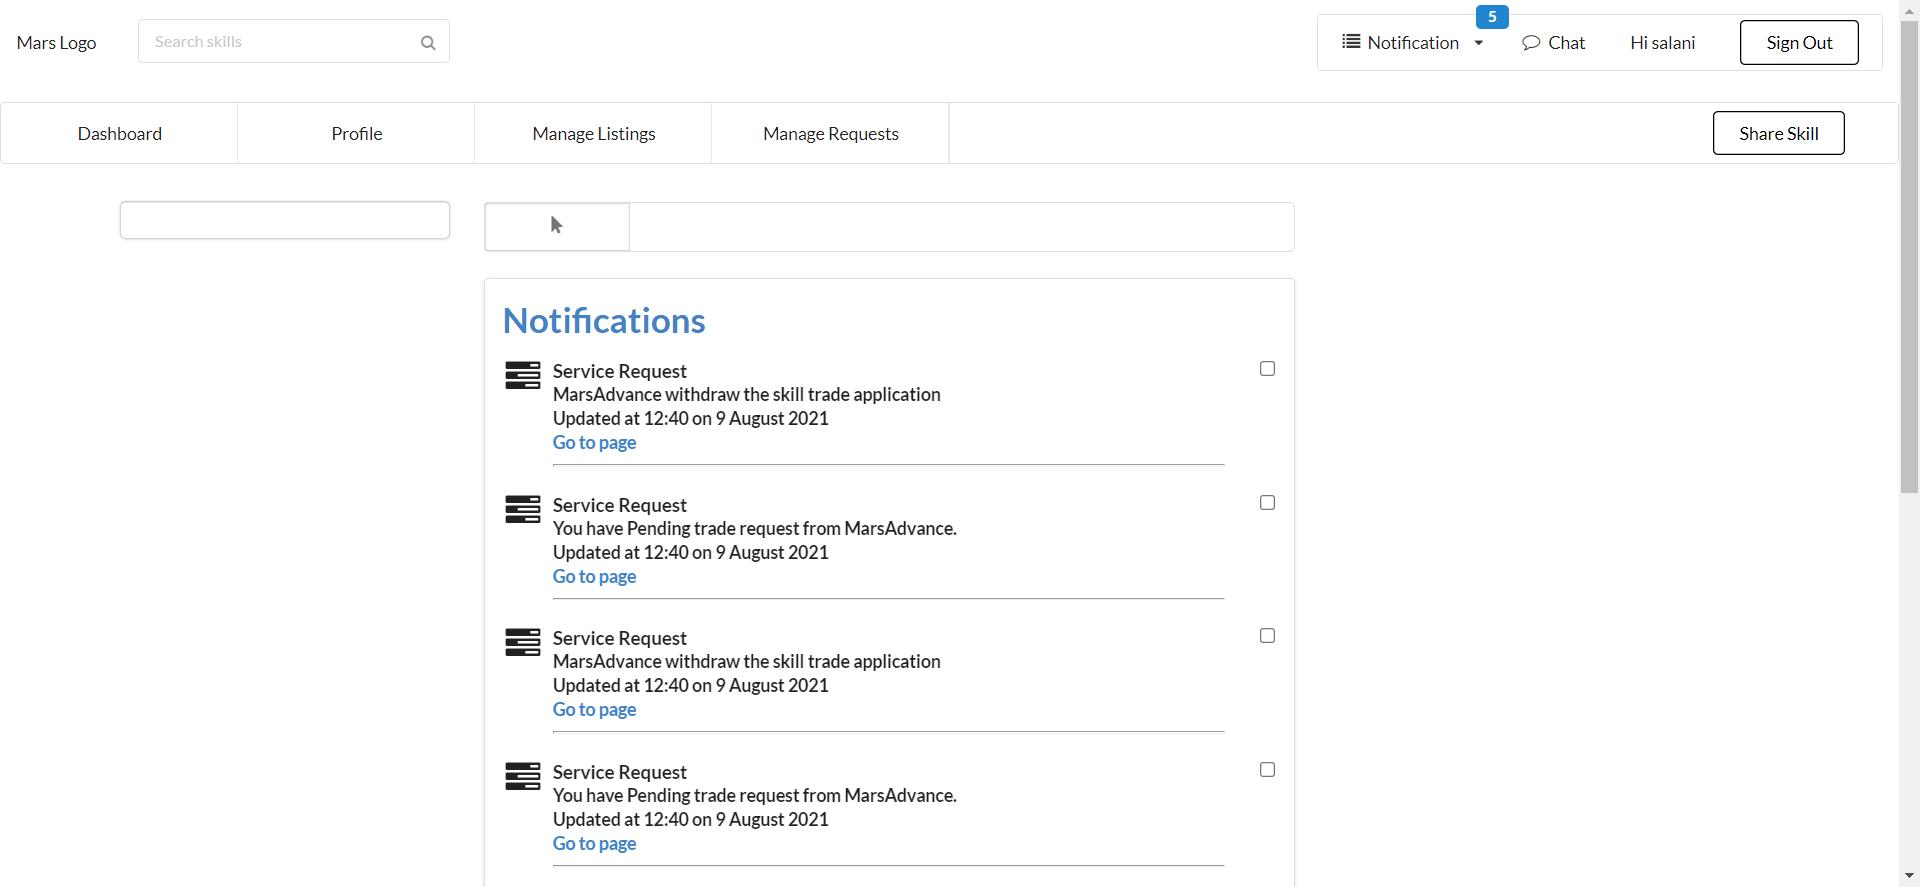 Mars Logo
Search skills
5
Notification
Chat
Hi salani
Sign Out
Dashboard
Profile
Manage Listings
Manage Requests
Share Skill
Notifications
Service Request
MarsAdvance withdraw the skill trade application
Updated at 12:40 on 9 August 2021
Go to page
Service Request
You have Pending trade request from MarsAdvance.
Updated at 12:40 on 9 August 2021
Go to page
Service Request
MarsAdvance withdraw the skill trade application
Updated at 12:40 on 9 August 2021
Go to page
Service Request
You have Pending trade request from MarsAdvance.
Updated at 12:40 on 9 August 2021
Go to page